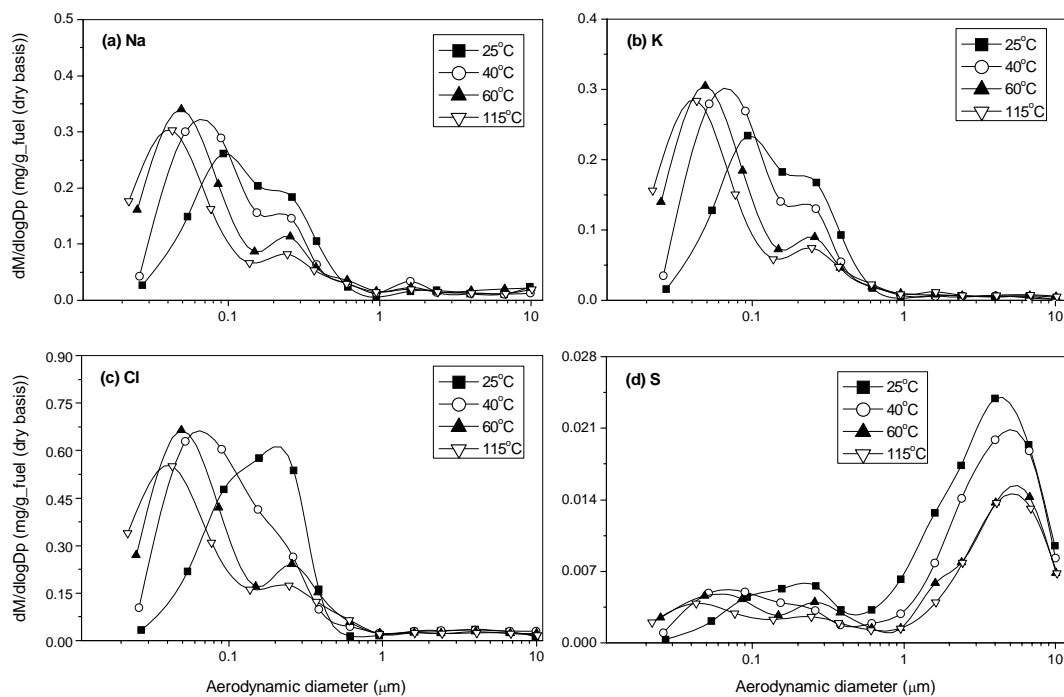 (a) Na
25°C
40°C
60°C
115°C
0.5
0.4
0.3
0.2
0.1
0.0
0.1
1
10
dM/dlogDp (mg/g_fuel (dry basis))
(b) K
25°C
40°C
60°C
115°C
0.4
0.3
0.2
0.1
0.0
0.1
1
10
(c) Cl
25°C
40°C
60°C
115°C
0.90
0.75
0.60
0.45
0.30
0.15
0.00
0.1
1
10
dM/dlogDp (mg/g_fuel (dry basis))
Aerodynamic diameter (μm)
(d) S
25°C
40°C
60°C
115°C
0.028
0.021
0.014
0.007
0.000
0.1
1
10
Aerodynamic diameter (μm)